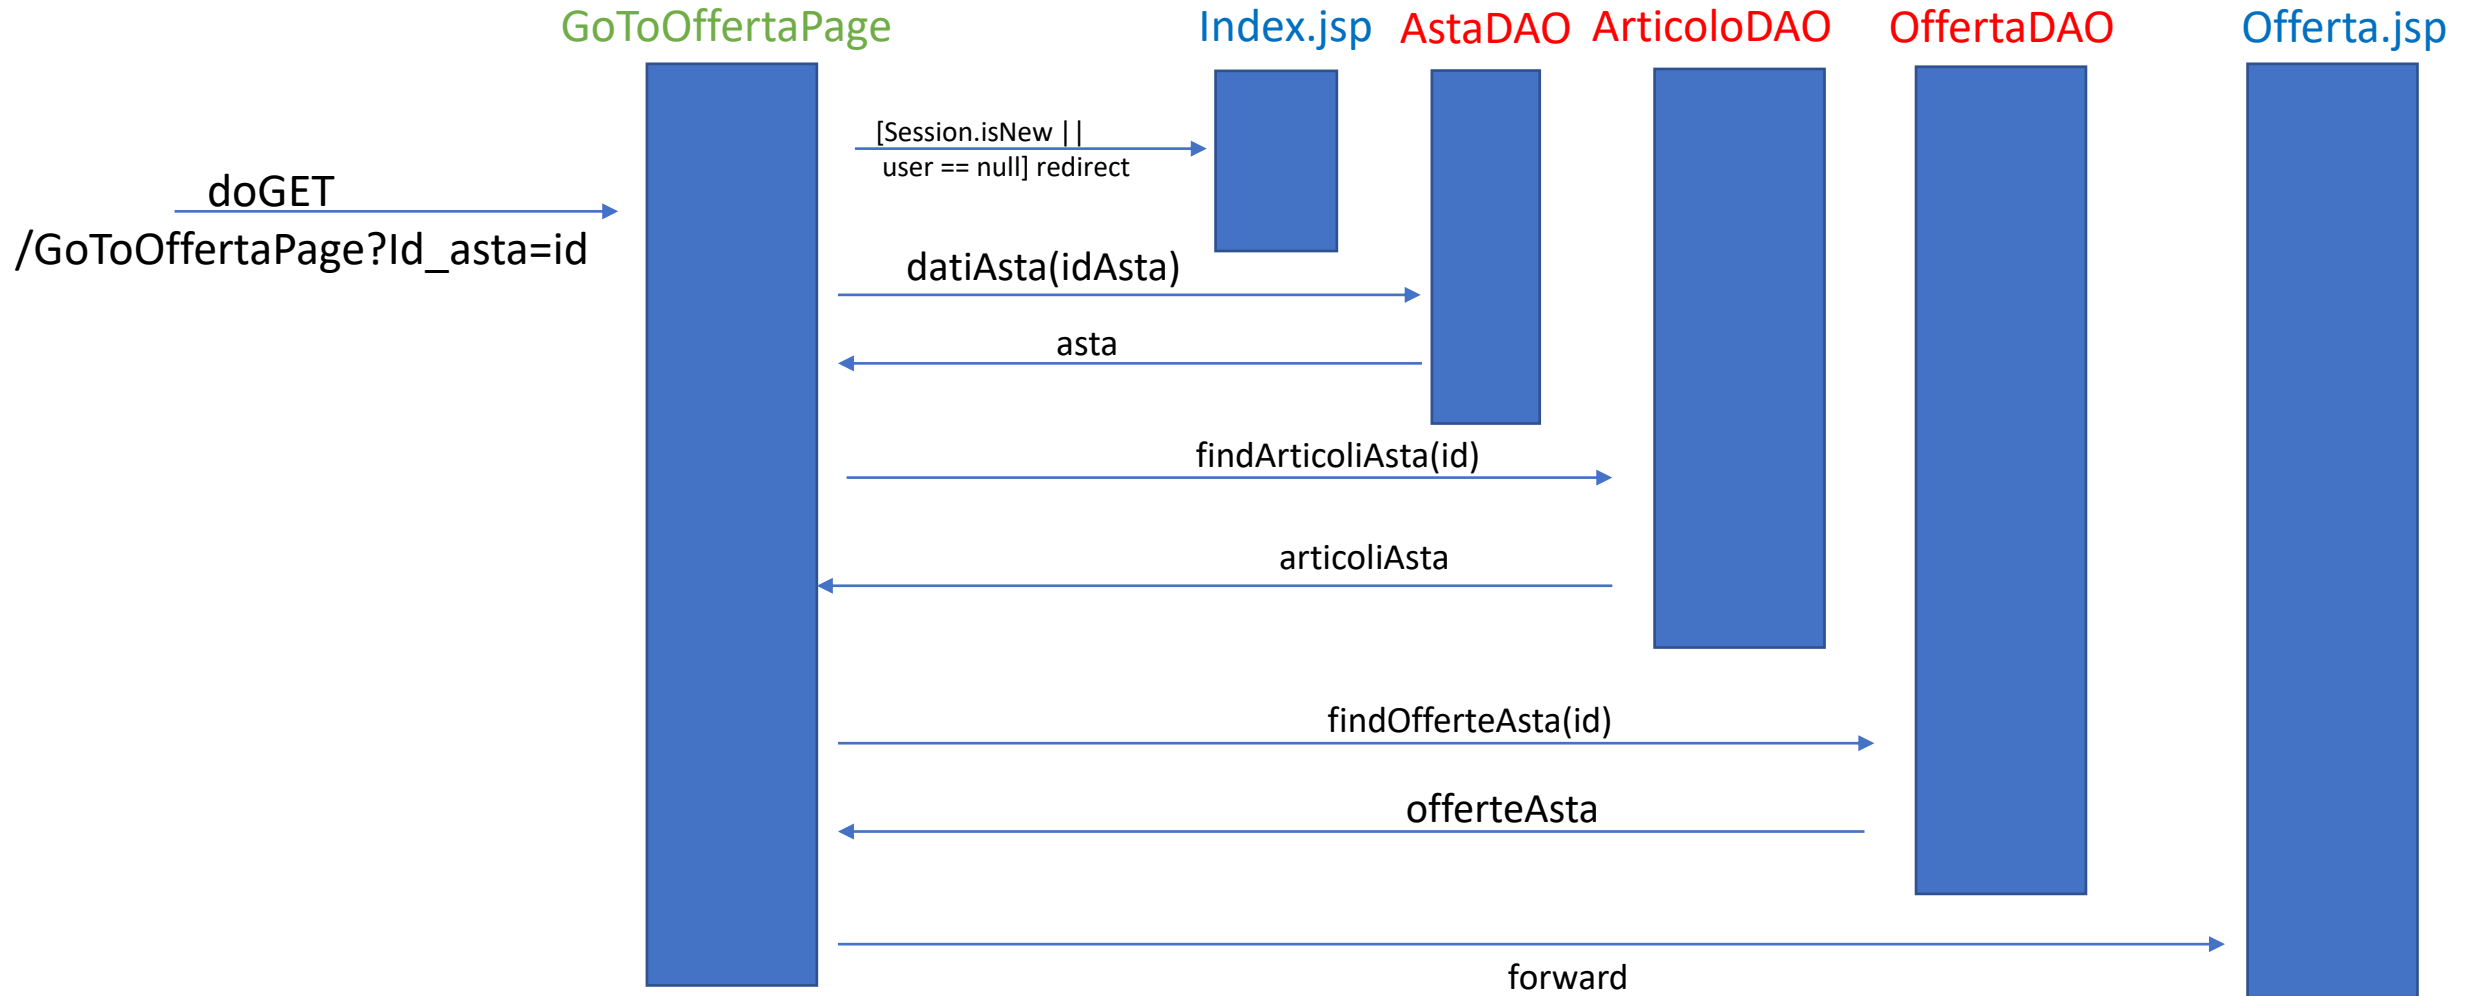 GoToOffertaPage
Index.jsp
AstaDAO
ArticoloDAO
OffertaDAO
Offerta.jsp
[Session.isNew ||
user == null] redirect
doGET
/GoToOffertaPage?Id_asta=id
datiAsta(idAsta)
asta
findArticoliAsta(id)
articoliAsta
findOfferteAsta(id)
offerteAsta
forward